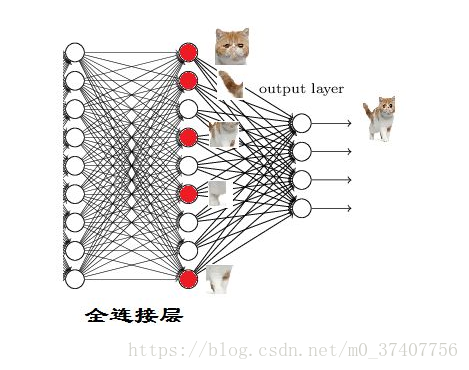 output layer
全连接层
https://blog.csdn.net/m0_37407756